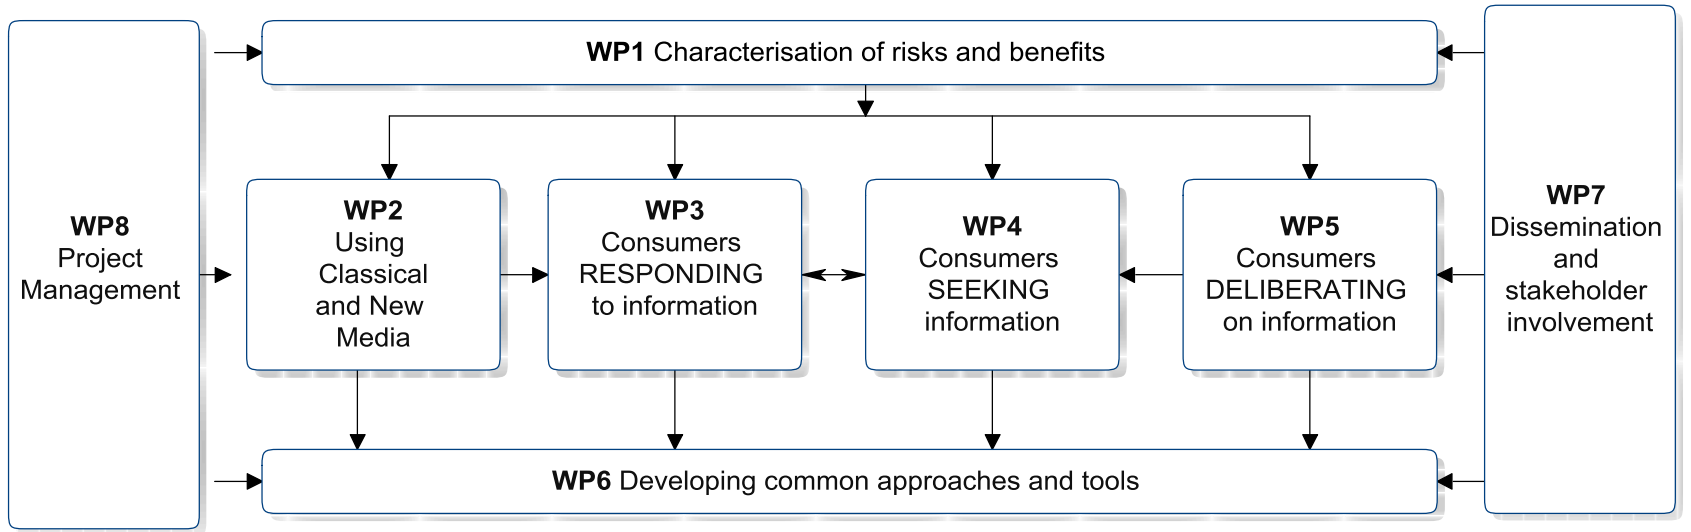 WP1 Characterisation of risks and benefits
WP8
Project
Management
WP2
Using
Classical
and New
Media
WP3
Consumers
RESPONDING
to information
WP4
Consumers
SEEKING
information
WP5
Consumers
DELIBERATING
on information
WP7
Dissemination
and
stakeholder
involvement
WP6 Developing common approaches and tools